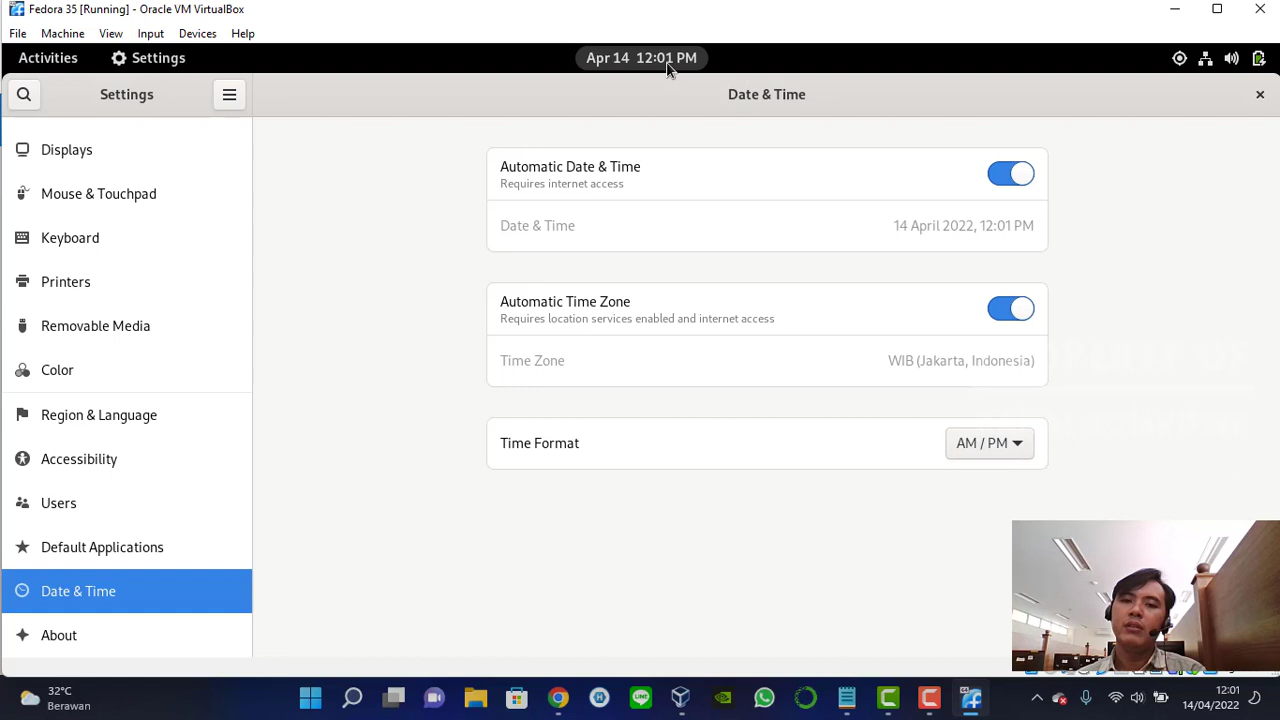 Fedora 35 [Running] - Oracle VM VirtualBox
File Machine View Input Devices Help
Activities Settings Apr 14 12:01 PM
Settings Date & Time
Displays
Mouse & Touchpad
Keyboard
Printers
Removable Media
Color
Region & Language
Accessibility
Users
Default Applications
Date & Time
About
Automatic Date & Time
Requires internet access
Date & Time 14 April 2022, 12:01 PM
Automatic Time Zone
Requires location services enabled and internet access
Time Zone WIB (Jakarta, Indonesia)
Time Format AM / PM
32°C
Berawan
LINE
12:01
14/04/2022